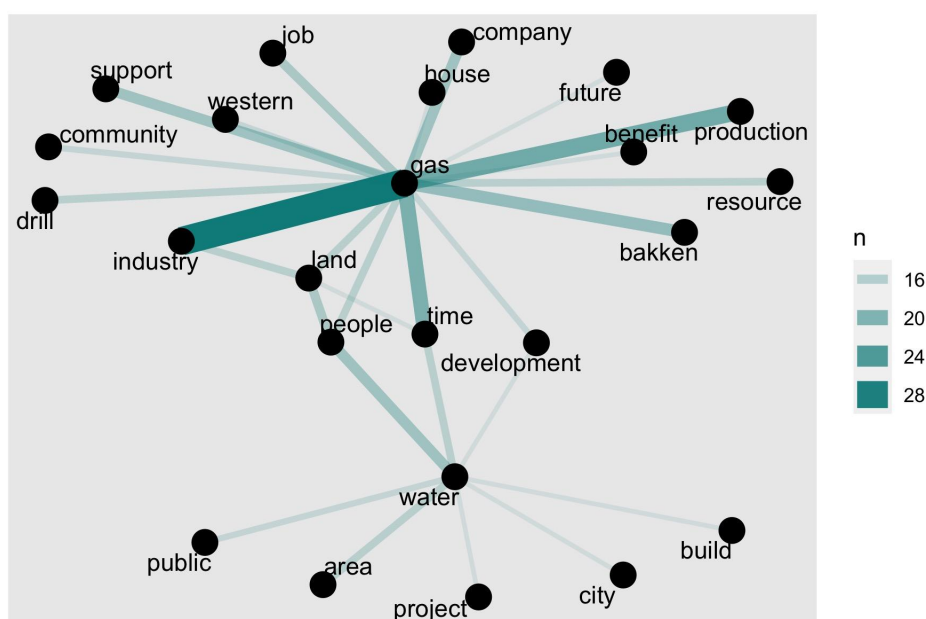 job
company
support
house
western
future
community
benefit
production
gas
drill
resource
industry
land
bakken
people
time
development
water
public
area
build
project
city
n
16
20
24
28